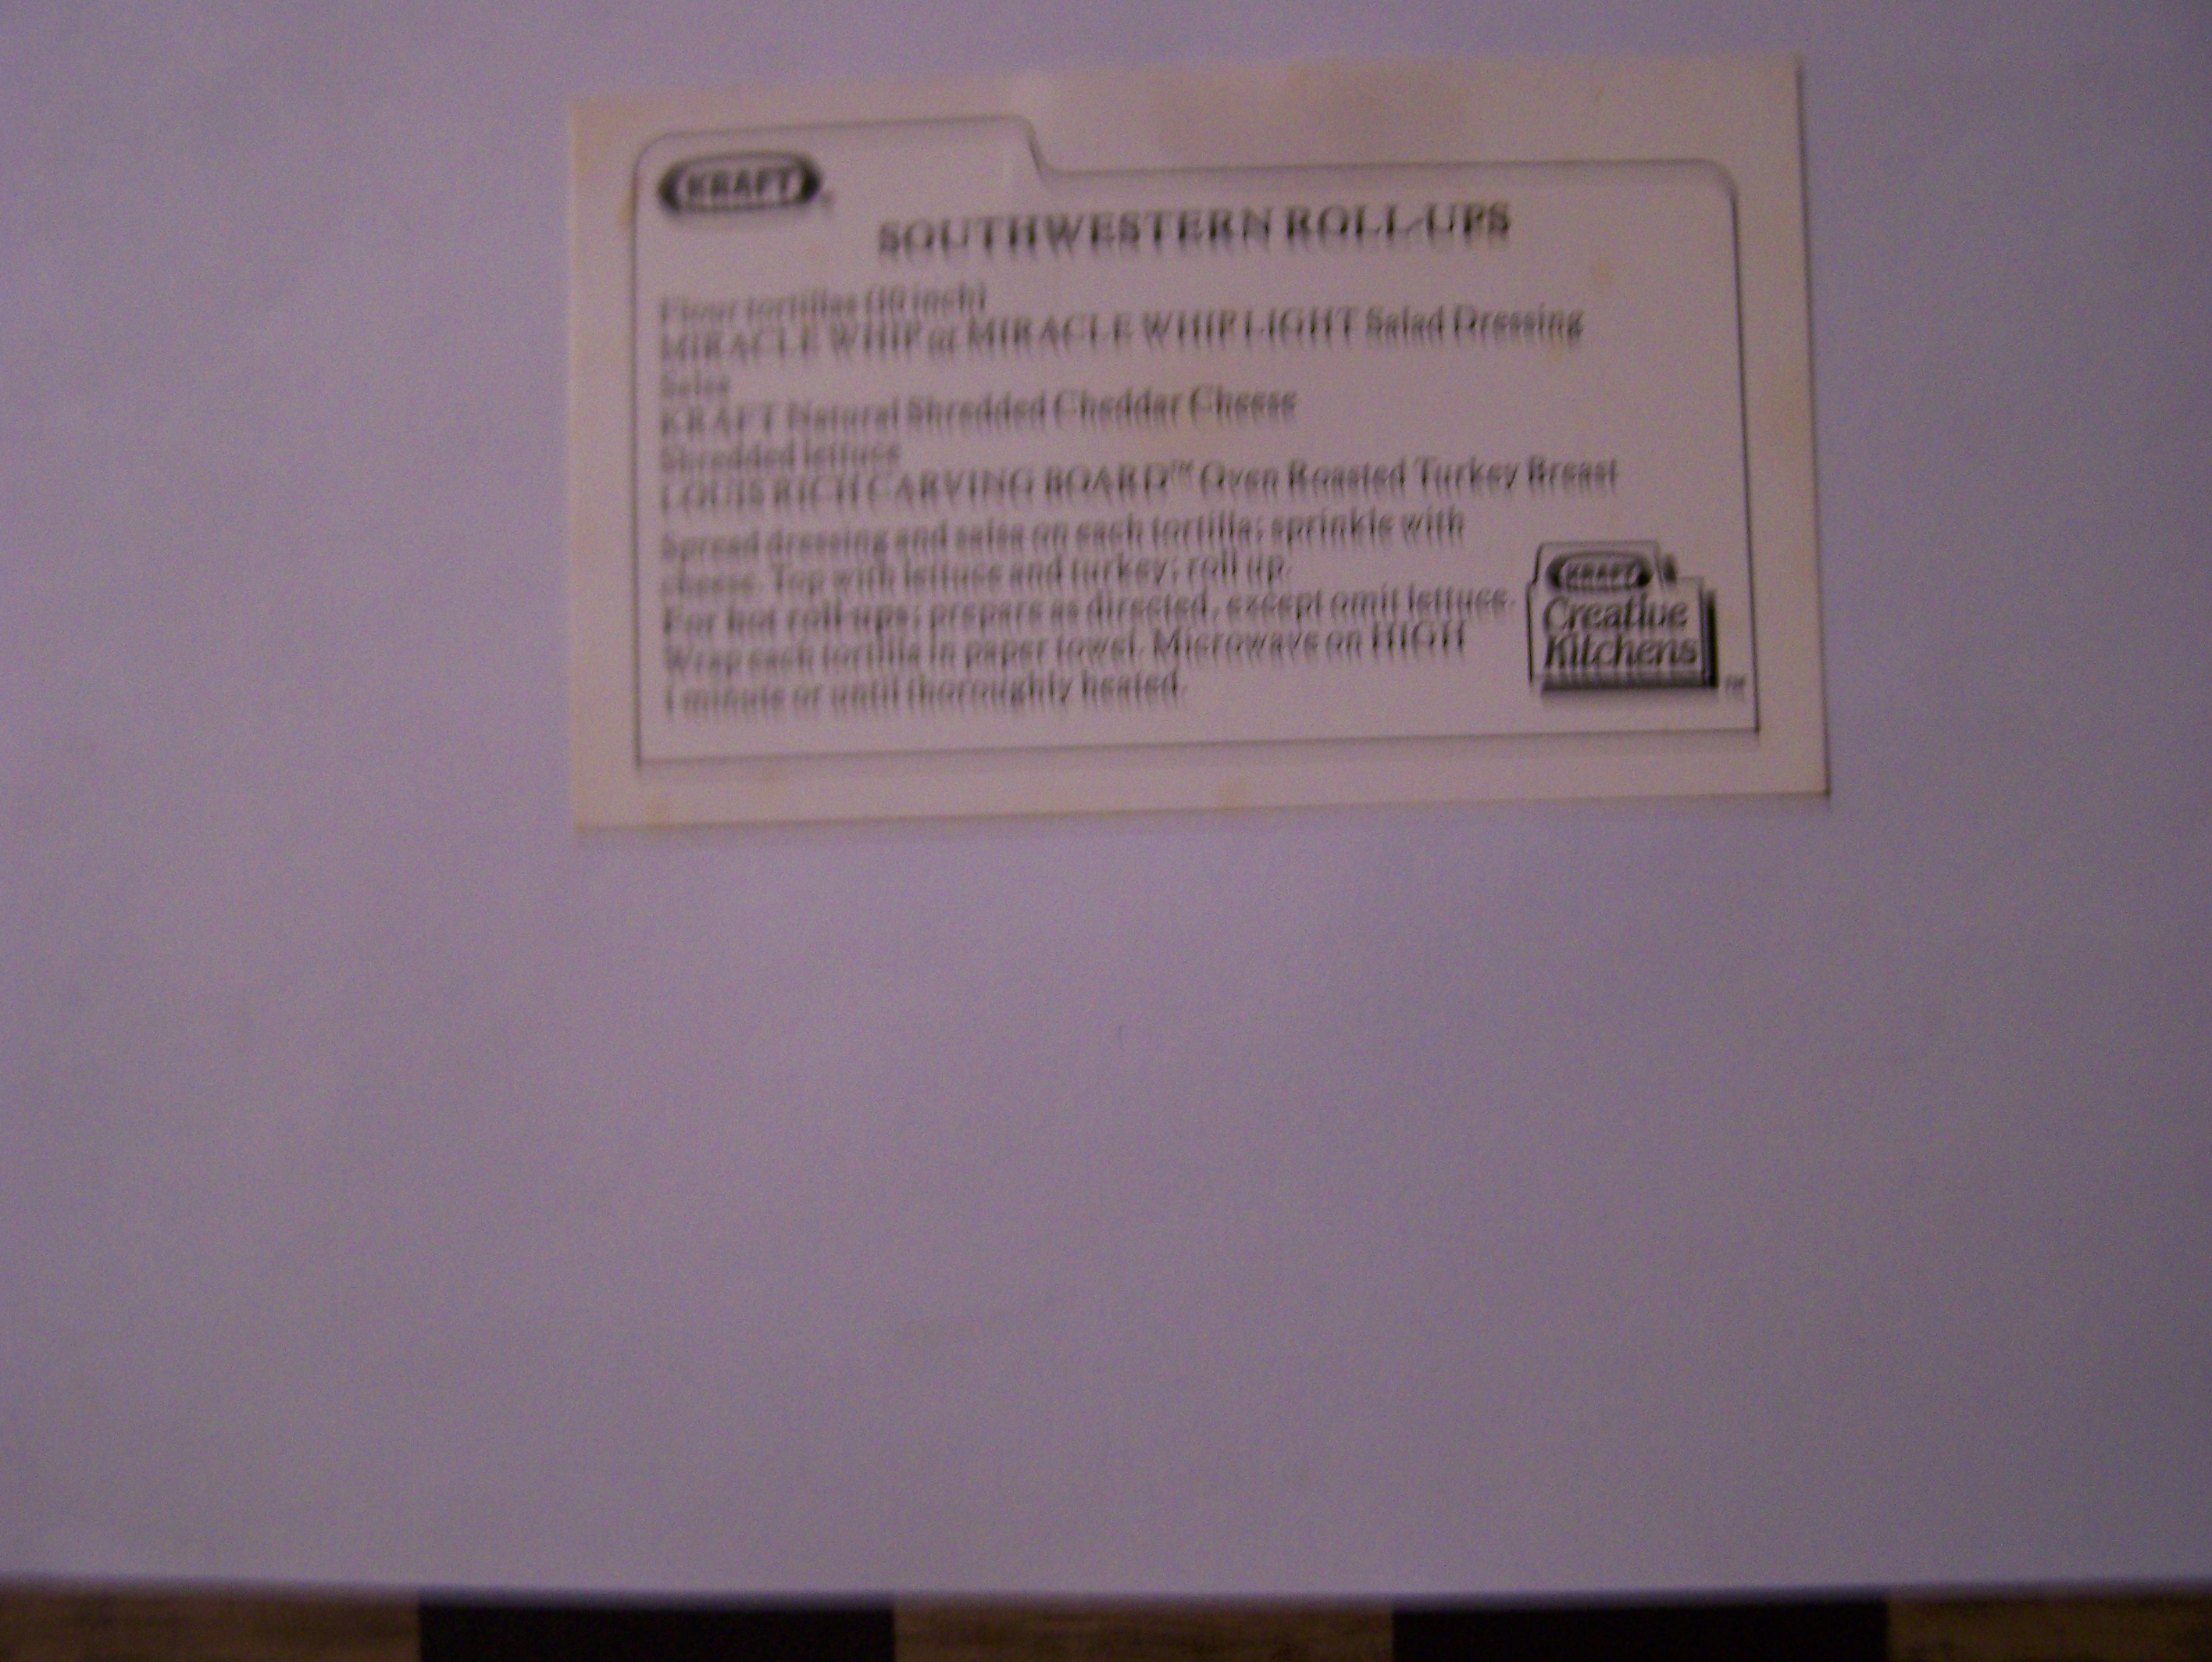 KRAFT
SOUTHWESTERN ROLL-UPS
Flour tortillas (10 inch)
MIRACLE WHIP or MIRACLE WHIP LIGHT Salad Dressing
Salsa
KRAFT Natural Shredded Cheddar Cheese
Shredded lettuce
LOUIS RICH CARVING BOARD™ Oven Roasted Turkey Breast
Spread dressing and salsa on each tortilla; sprinkle with
cheese. Top with lettuce and turkey; roll up.
For hot roll-ups: prepare as directed, except omit lettuce.
Wrap each tortilla in paper towel. Microwave on HIGH
1 minute or until thoroughly heated.
KRAFT
Creative
Kitchens™